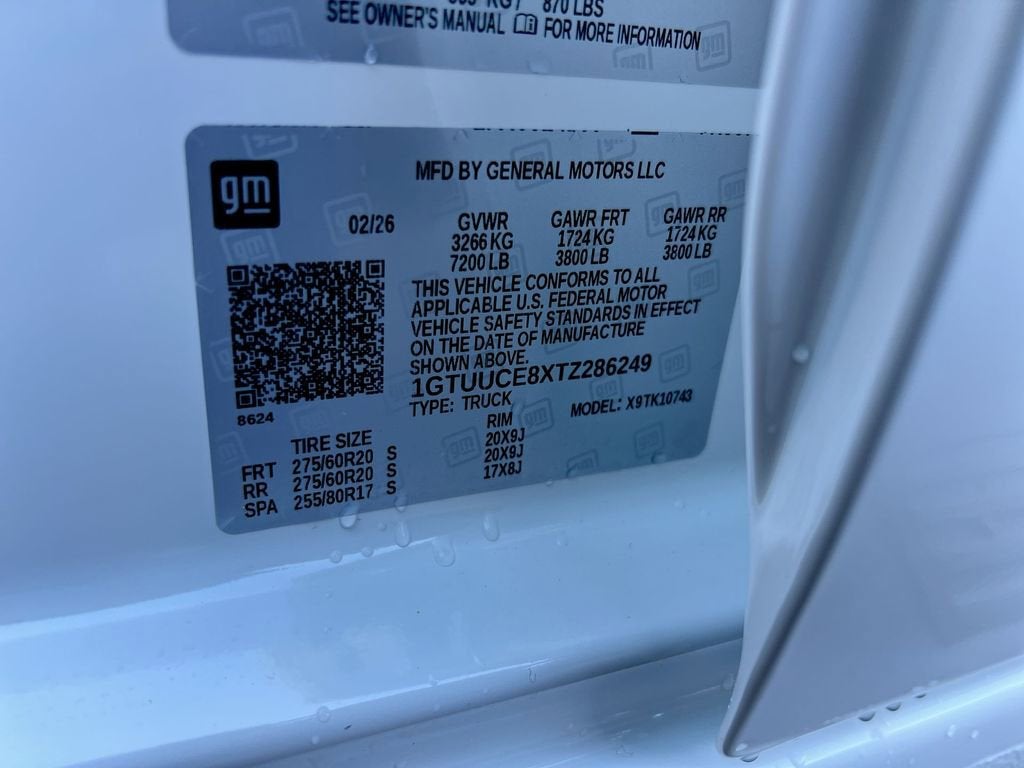 KG / 870 LBS
SEE OWNER'S MANUAL FOR MORE INFORMATION
gm
MFD BY GENERAL MOTORS LLC
02/26 GVWR GAWR FRT GAWR RR
3266 KG 1724 KG 1724 KG
7200 LB 3800 LB 3800 LB
THIS VEHICLE CONFORMS TO ALL
APPLICABLE U.S. FEDERAL MOTOR
VEHICLE SAFETY STANDARDS IN EFFECT
ON THE DATE OF MANUFACTURE
SHOWN ABOVE.
1GTUUCE8XTZ286249
TYPE: TRUCK MODEL: X9TK10743
8624
TIRE SIZE RIM
FRT 275/60R20 S 20X9J
RR 275/60R20 S 20X9J
SPA 255/80R17 S 17X8J